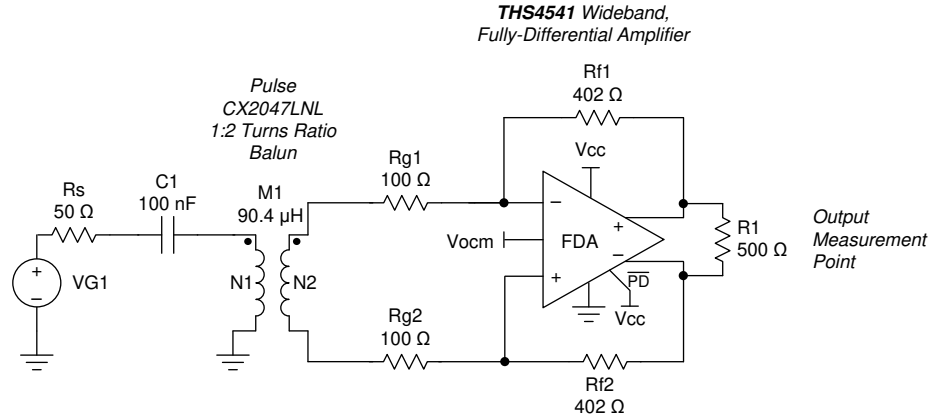 THS4541 Wideband,
Fully-Differential Amplifier
Rf1
402 Ω
Pulse
CX2047LNL
1:2 Turns Ratio
Balun
Vcc
Rg1
100 Ω
C1
100 nF
M1
90.4 µH
Rs
50 Ω
−
+
Vocm
FDA
R1
500 Ω
Output
Measurement
Point
+
−
VG1
N1
N2
+
−
PD
Vcc
Rg2
100 Ω
Rf2
402 Ω